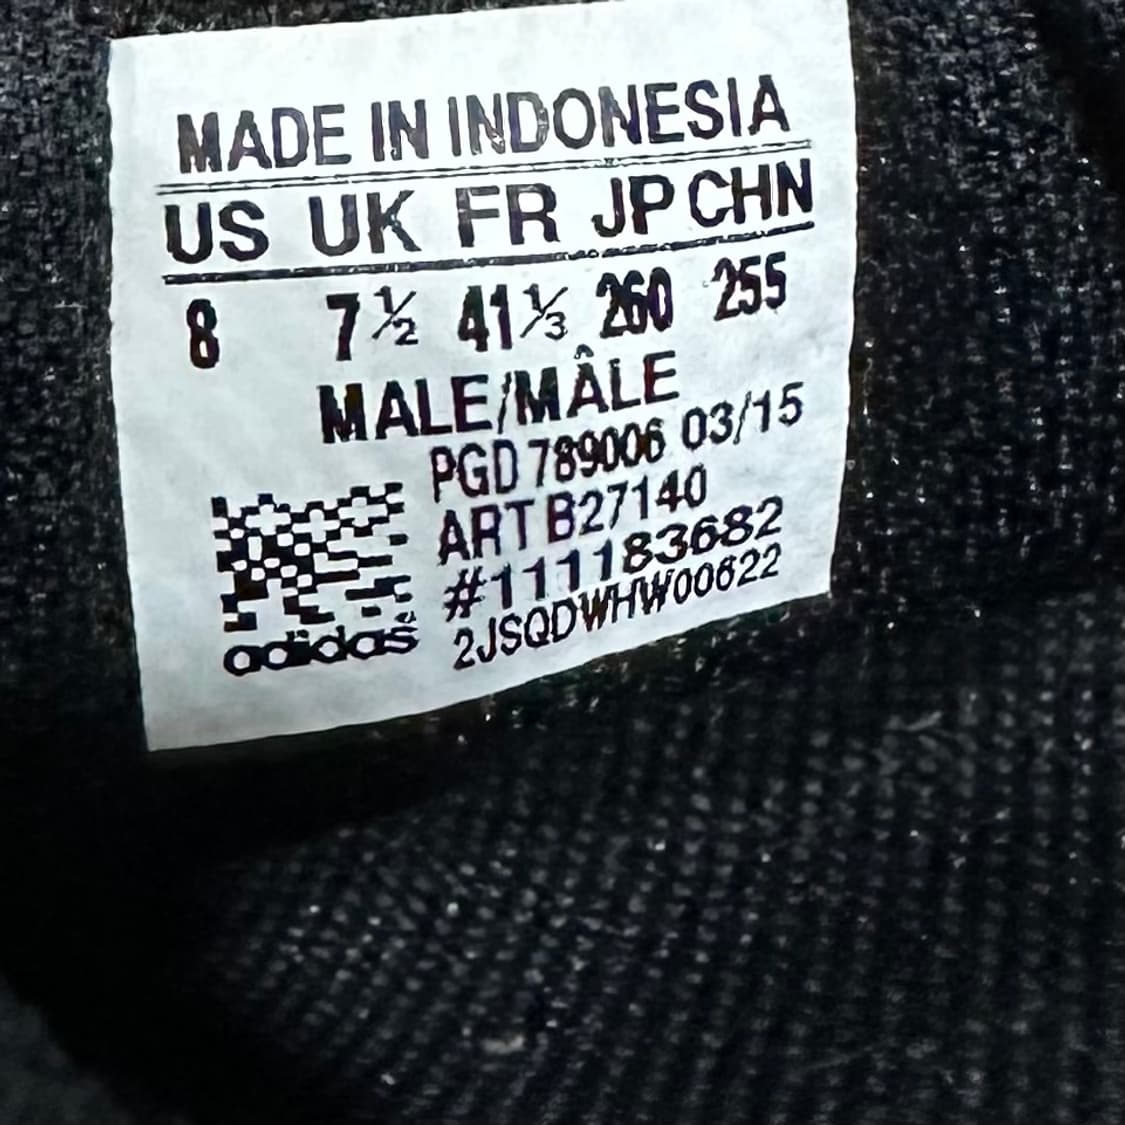 MADE IN INDONESIA
US UK FR JP CHN
8 7½ 41⅓ 260 255
MALE/MÂLE
PGD 789006 03/15
ART B27140
#111183682
2JSQDWHW00622
adidas